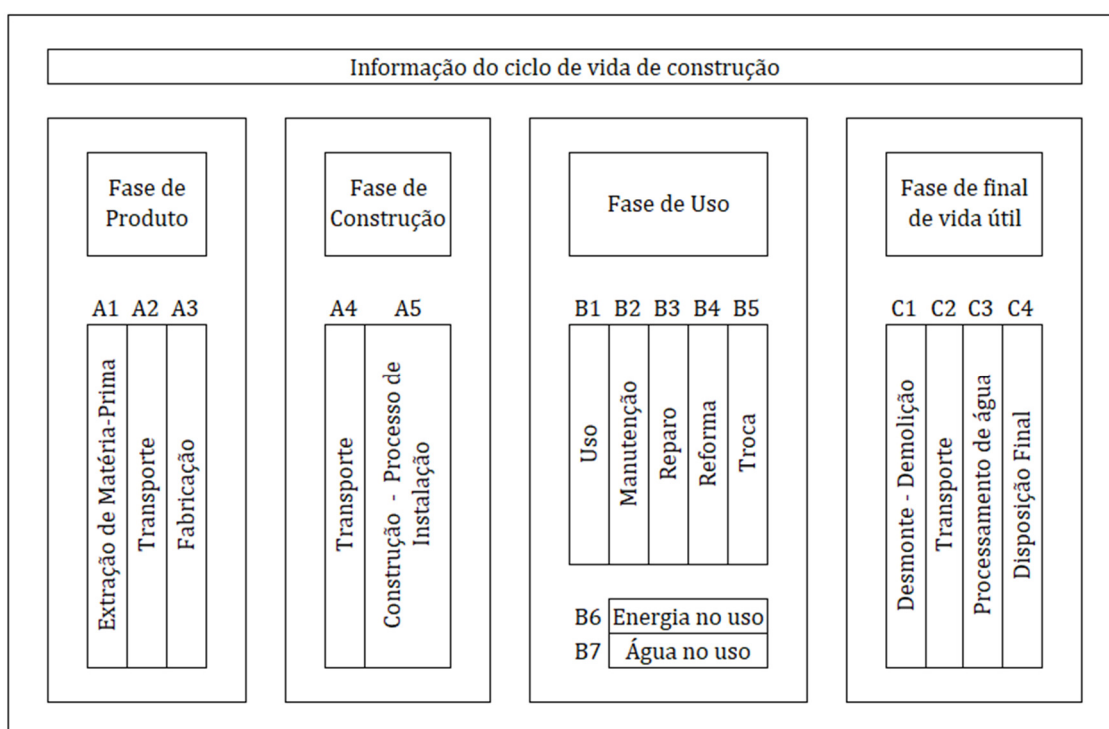 Informação do ciclo de vida de construção
Fase de
Produto
A1 A2 A3
Extração de Matéria-Prima
Transporte
Fabricação
Fase de
Construção
A4 A5
Transporte
Construção - Processo de
Instalação
Fase de Uso
B1 B2 B3 B4 B5
Uso
Manutenção
Reparo
Reforma
Troca
B6 Energia no uso
B7 Água no uso
Fase de final
de vida útil
C1 C2 C3 C4
Desmonte - Demolição
Transporte
Processamento de água
Disposição Final